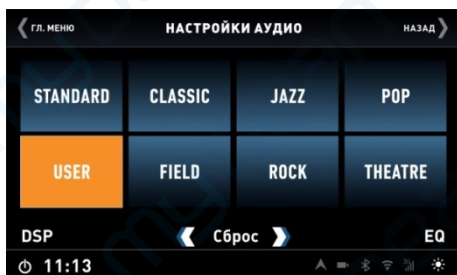 ГЛ. МЕНЮ НАСТРОЙКИ АУДИО НАЗАД
STANDARD CLASSIC JAZZ POP
USER FIELD ROCK THEATRE
DSP Сброс EQ
11:13